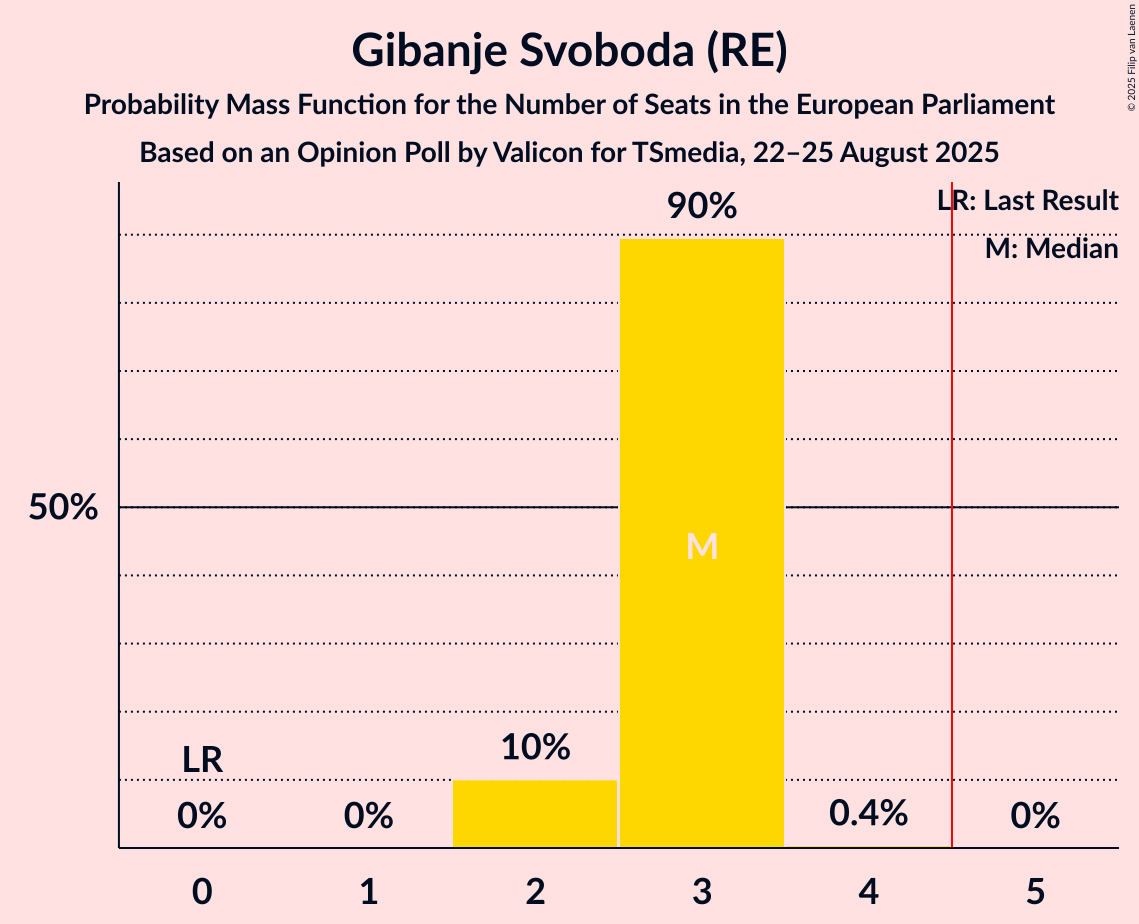 Gibanje Svoboda (RE)
Probability Mass Function for the Number of Seats in the European Parliament
Based on an Opinion Poll by Valicon for TSmedia, 22–25 August 2025
© 2025 Filip van Laenen
LR: Last Result
M: Median
90%
50%
M
LR
10%
0%
0%
0.4%
0%
0
1
2
3
4
5